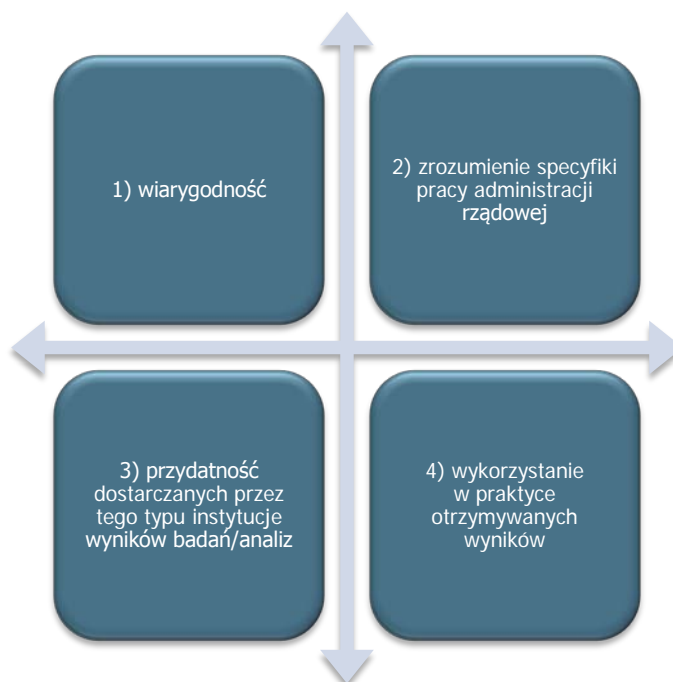 1) wiarygodność
2) zrozumienie specyfiki
pracy administracji
rządowej
3) przydatność
dostarczanych przez
tego typu instytucje
wyników badań/analiz
4) wykorzystanie
w praktyce
otrzymywanych
wyników